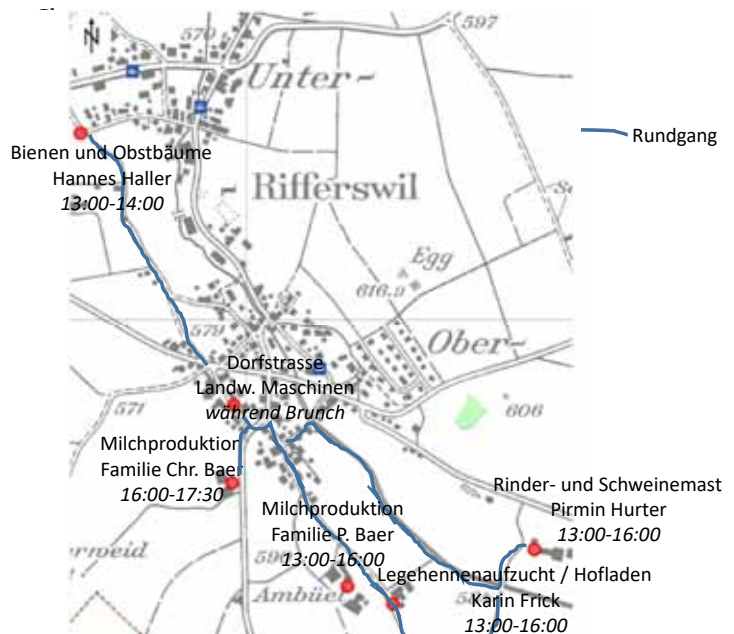 N
597
570
Unter-
Rundgang
Bienen und Obstbäume
Hannes Haller
13:00-14:00
Rifferswil
Egg
616.9
579
Ober-
Dorfstrasse
Landw. Maschinen
während Brunch
571
606
Milchproduktion
Familie Chr. Baer
16:00-17:30
Rinder- und Schweinemast
Pirmin Hurter
13:00-16:00
Milchproduktion
Familie P. Baer
13:00-16:00
erweid
Legehennenaufzucht / Hofladen
Karin Frick
13:00-16:00
Ambüel